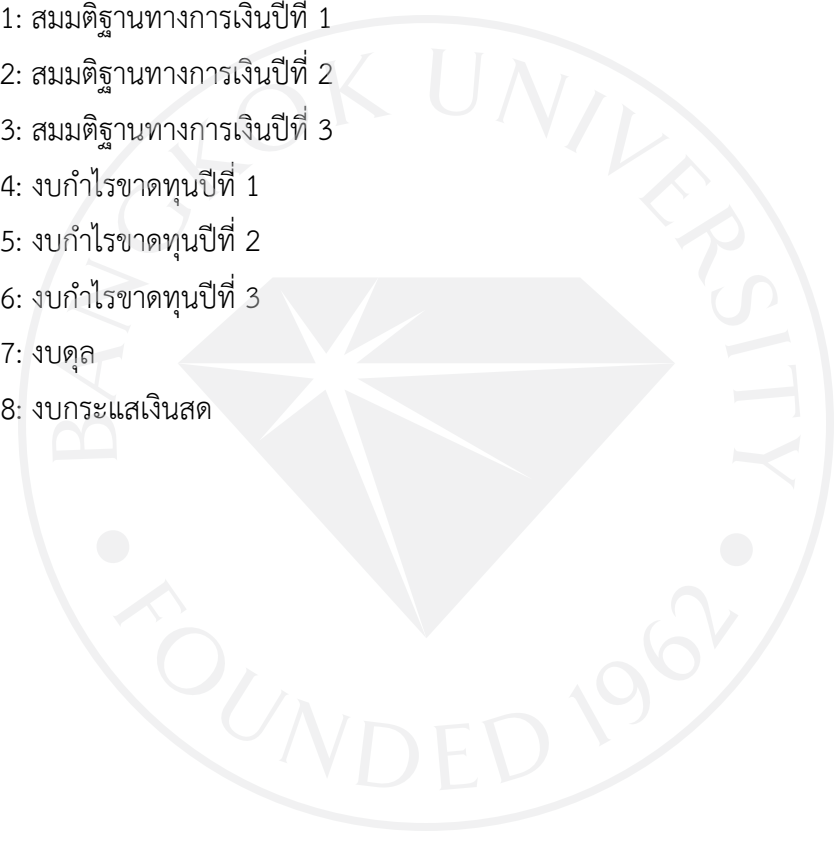 1: สมมติฐานทางการเงินปีที่ 1
2: สมมติฐานทางการเงินปีที่ 2
3: สมมติฐานทางการเงินปีที่ 3
4: งบกำไรขาดทุนปีที่ 1
5: งบกำไรขาดทุนปีที่ 2
6: งบกำไรขาดทุนปีที่ 3
7: งบดุล
8: งบกระแสเงินสด
BANGKOK UNIVERSITY
FOUNDED 1962